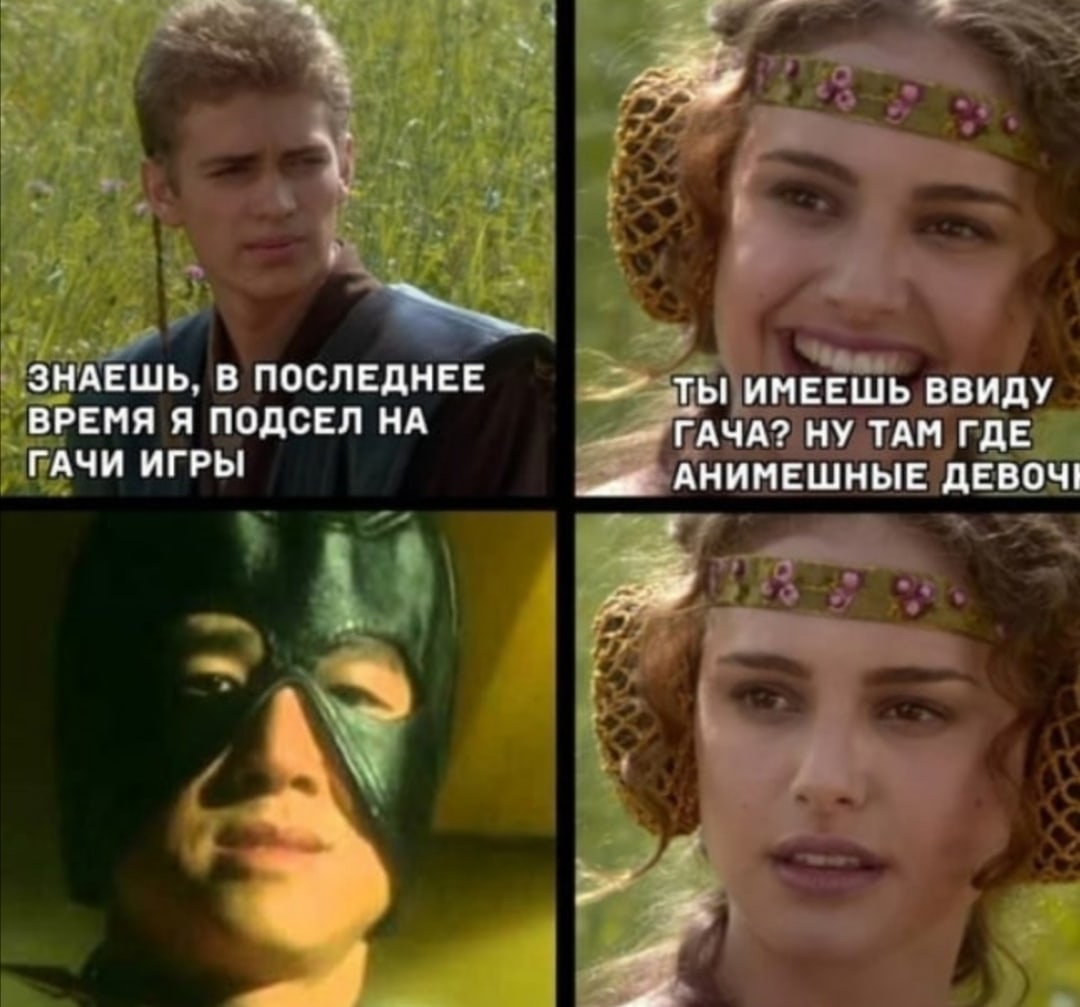 ЗНАЕШЬ, В ПОСЛЕДНЕЕ
ВРЕМЯ Я ПОДСЕЛ НА
ГАЧИ ИГРЫ
ТЫ ИМЕЕШЬ ВВИДУ
ГАЧА? НУ ТАМ ГДЕ
АНИМЕШНЫЕ